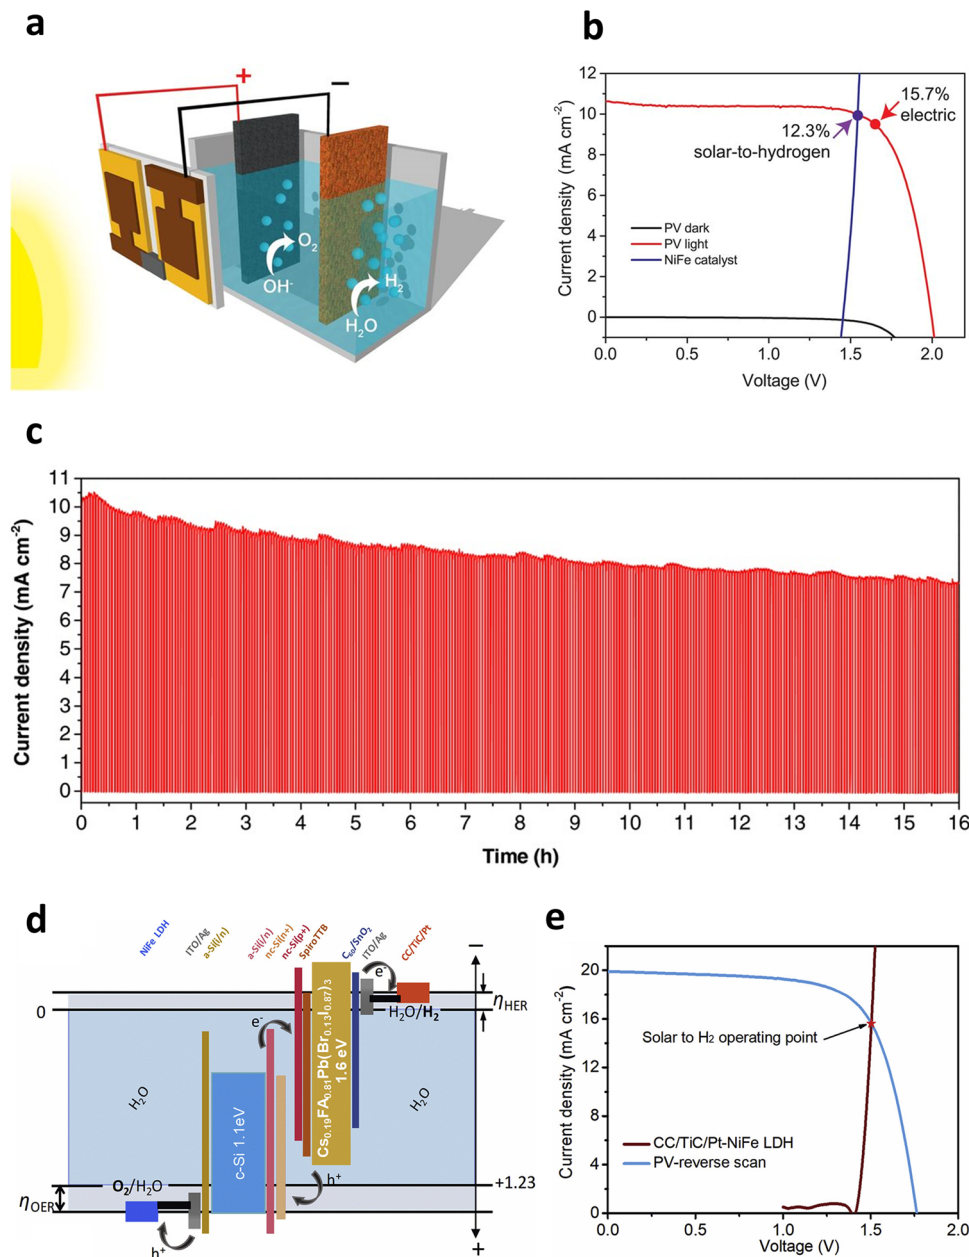 a
+
−
O₂
OH⁻
H₂
H₂O
b
12
10
8
6
4
2
0
Current density (mA cm⁻²)
15.7%
electric
12.3%
solar-to-hydrogen
PV dark
PV light
NiFe catalyst
0.0
0.5
1.0
1.5
2.0
Voltage (V)
c
11
10
9
8
7
6
5
4
3
2
1
0
Current density (mA cm⁻²)
0
1
2
3
4
5
6
7
8
9
10
11
12
13
14
15
16
Time (h)
d
NiFe LDH
ITO/Ag
a-Si(i/n)
a-Si(i/n)
nc-Si(n+)
nc-Si(p+)
SpiroTTB
C₆₀/SnO₂
ITO/Ag
CC/TiC/Pt
−
e⁻
ηHER
0
H₂O/H₂
e⁻
H₂O
c-Si 1.1eV
Cs₀.₁₉FA₀.₈₁Pb(Br₀.₁₃I₀.₈₇)₃
1.6 eV
H₂O
h⁺
+1.23
O₂/H₂O
ηOER
h⁺
+
e
20
16
12
8
4
0
Current density (mA cm⁻²)
Solar to H₂ operating point
CC/TiC/Pt-NiFe LDH
PV-reverse scan
0.0
0.5
1.0
1.5
2.0
Voltage (V)